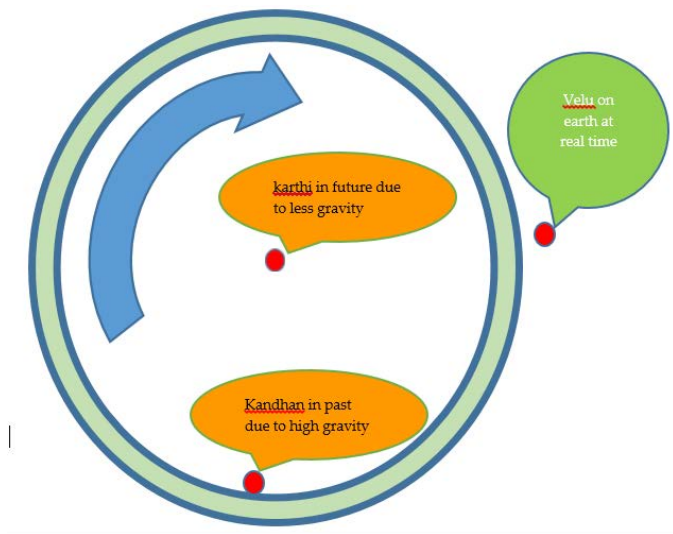 Velu on
earth at
real time
karthi in future due
to less gravity
Kandhan in past
due to high gravity